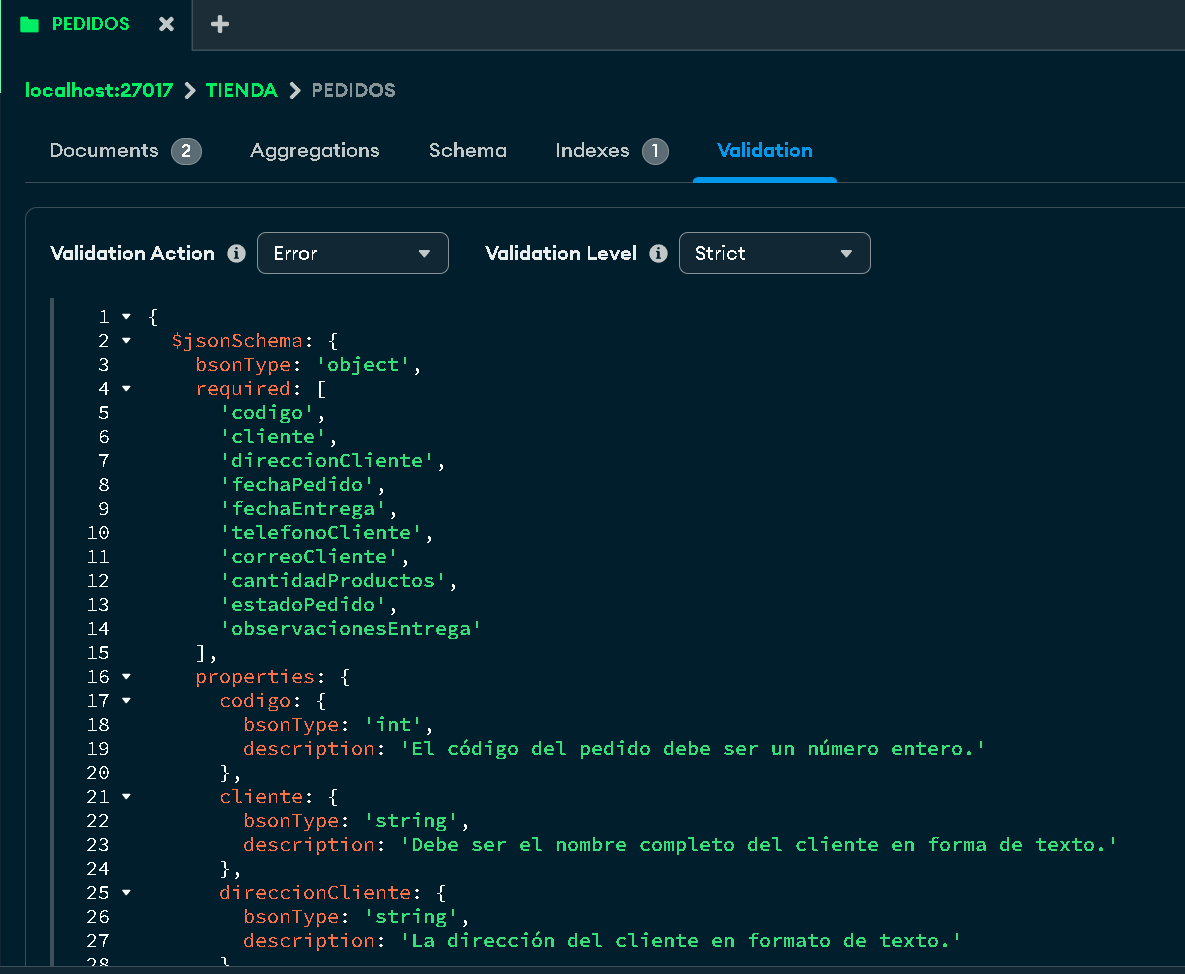 PEDIDOS
localhost:27017 > TIENDA > PEDIDOS
Documents 2 Aggregations Schema Indexes 1 Validation
Validation Action Error Validation Level Strict
1 {
2 $jsonSchema: {
3 bsonType: 'object',
4 required: [
5 'codigo',
6 'cliente',
7 'direccionCliente',
8 'fechaPedido',
9 'fechaEntrega',
10 'telefonoCliente',
11 'correoCliente',
12 'cantidadProductos',
13 'estadoPedido',
14 'observacionesEntrega'
15 ],
16 properties: {
17 codigo: {
18 bsonType: 'int',
19 description: 'El código del pedido debe ser un número entero.'
20 },
21 cliente: {
22 bsonType: 'string',
23 description: 'Debe ser el nombre completo del cliente en forma de texto.'
24 },
25 direccionCliente: {
26 bsonType: 'string',
27 description: 'La dirección del cliente en formato de texto.'
28 }